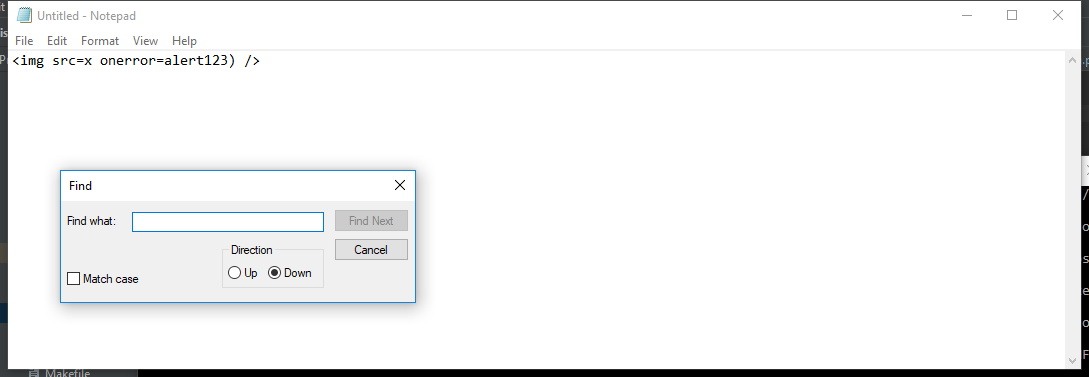 Untitled - Notepad
File Edit Format View Help
<img src=x onerror=alert123) />
Find
Find what:
Find Next
Cancel
Direction
Up Down
Match case
Makefile